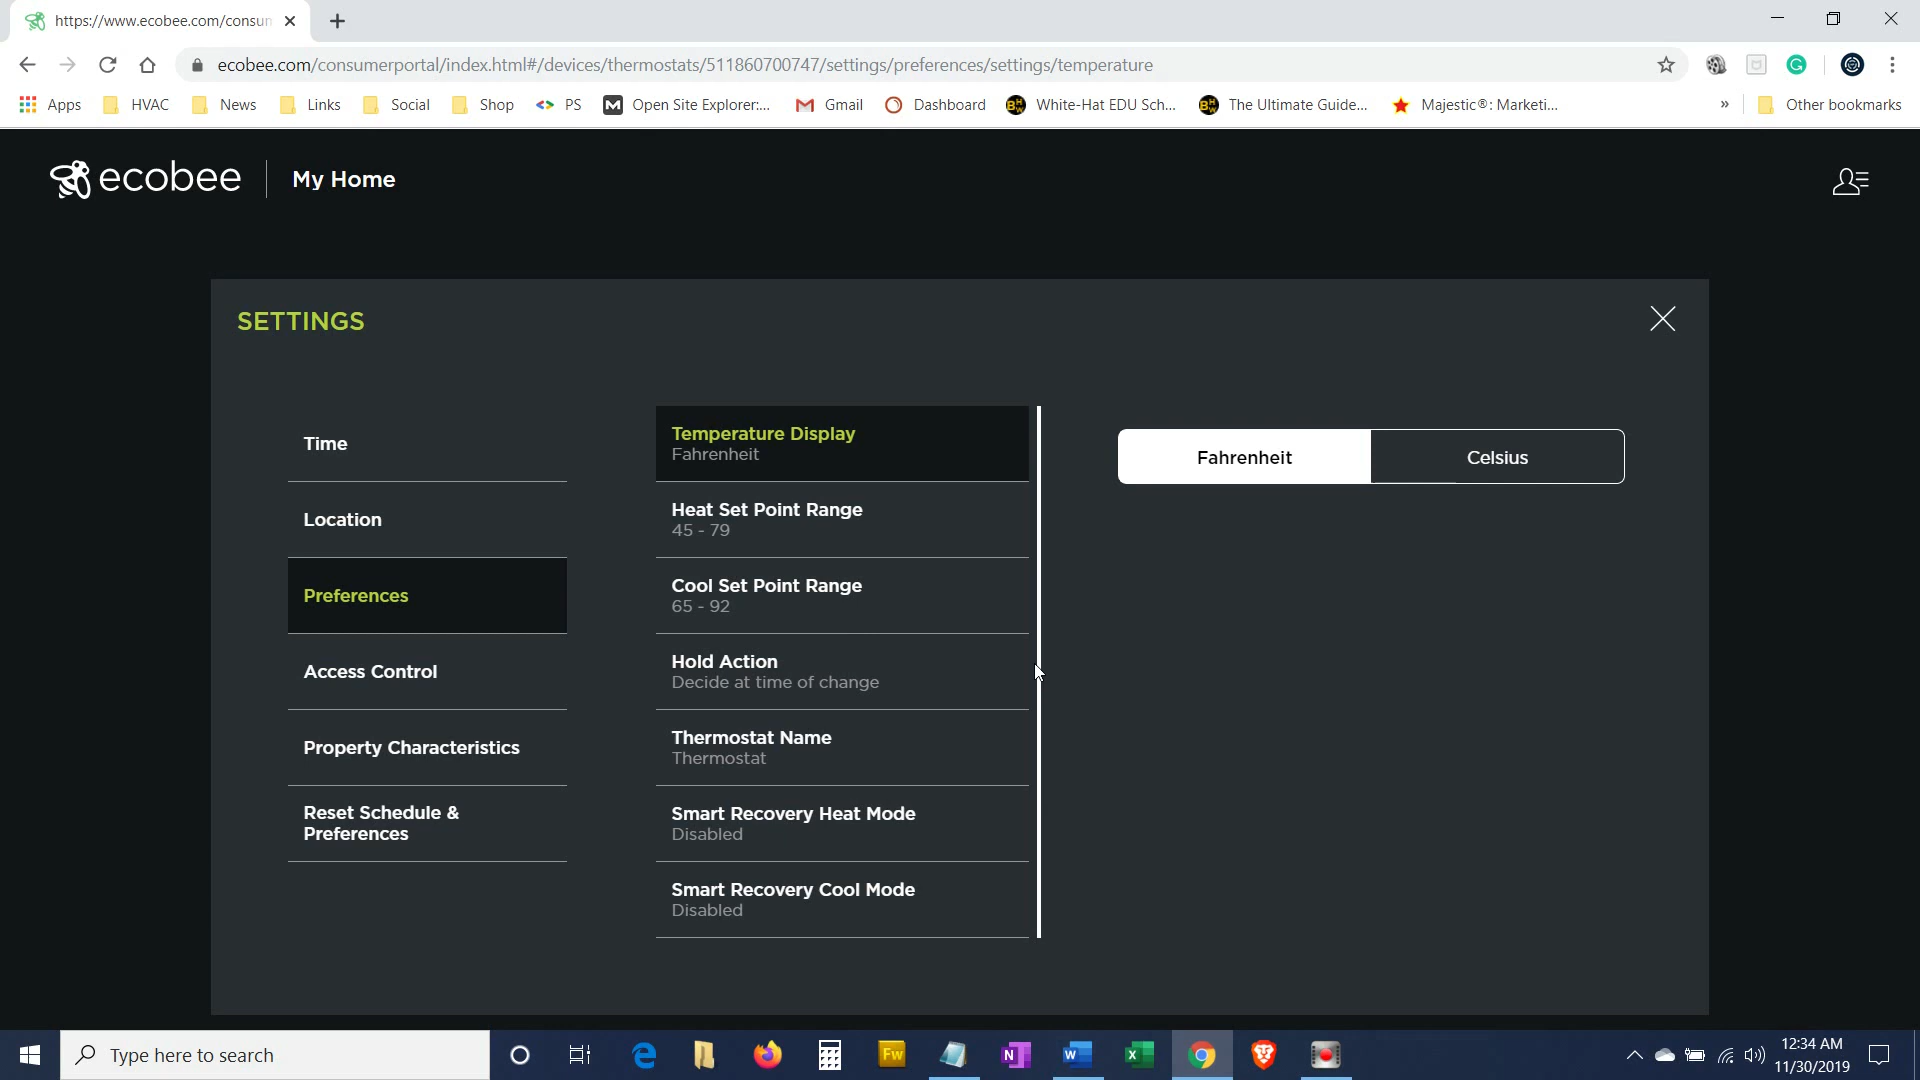 https://www.ecobee.com/consun
ecobee.com/consumerportal/index.html#/devices/thermostats/511860700747/settings/preferences/settings/temperature
Apps HVAC News Links Social Shop PS Open Site Explorer:... Gmail Dashboard White-Hat EDU Sch... The Ultimate Guide... Majestic®: Marketi... » Other bookmarks
ecobee My Home
SETTINGS
Time
Location
Preferences
Access Control
Property Characteristics
Reset Schedule &
Preferences
Temperature Display
Fahrenheit
Heat Set Point Range
45 - 79
Cool Set Point Range
65 - 92
Hold Action
Decide at time of change
Thermostat Name
Thermostat
Smart Recovery Heat Mode
Disabled
Smart Recovery Cool Mode
Disabled
Fahrenheit Celsius
Type here to search
Fw
12:34 AM
11/30/2019